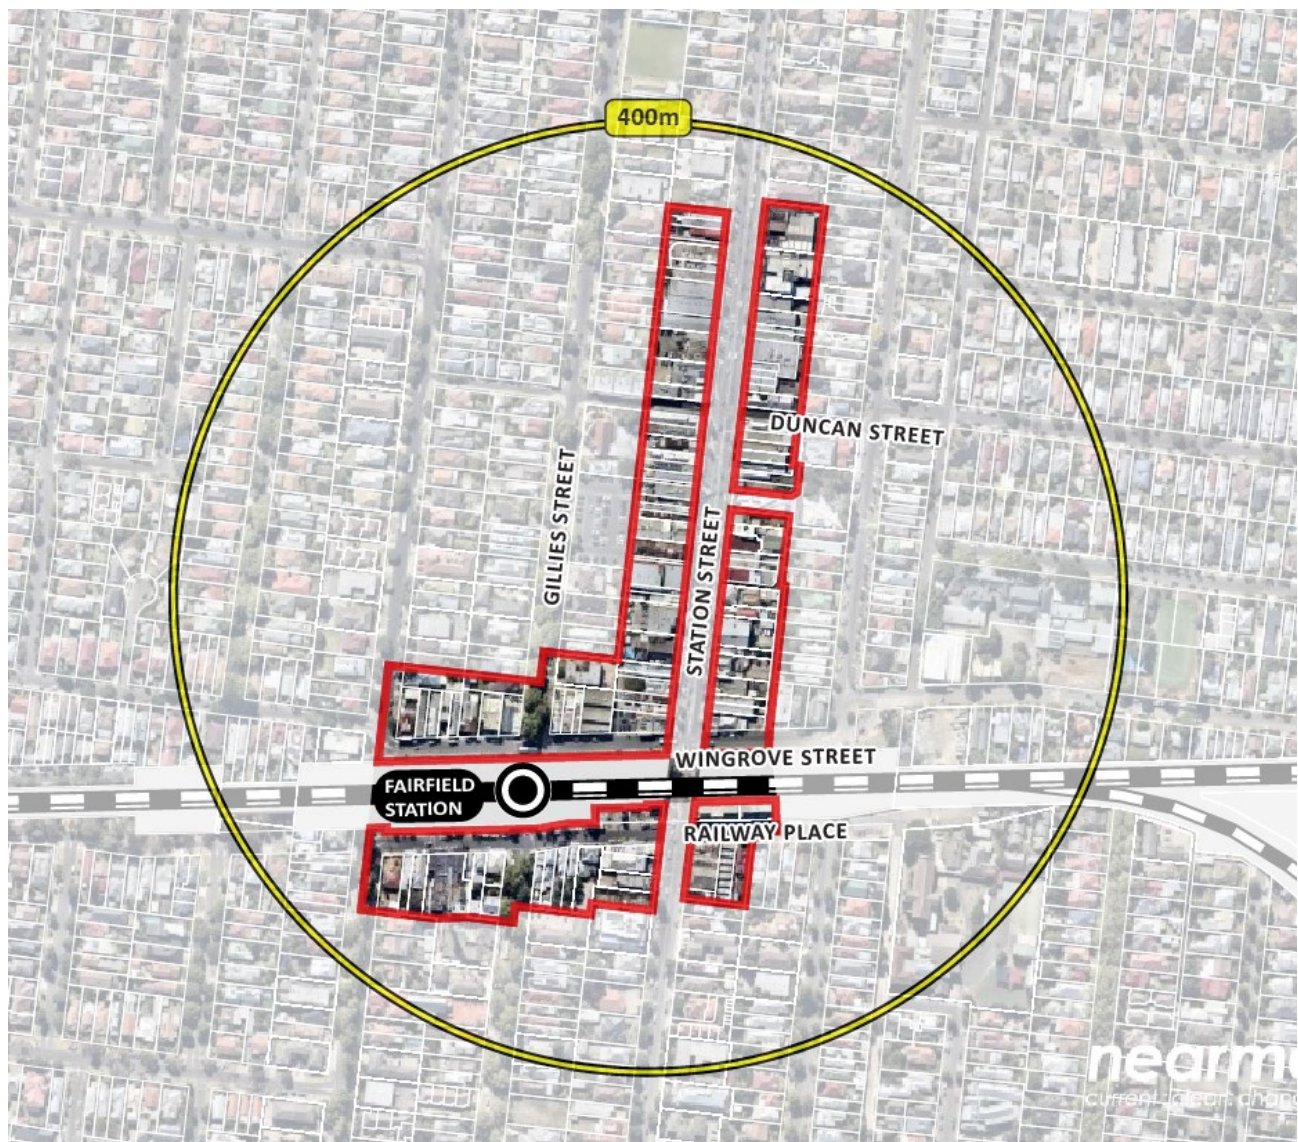 400m
DUNCAN STREET
GILLIES STREET
STATION STREET
WINGROVE STREET
FAIRFIELD
STATION
RAILWAY PLACE
nearm